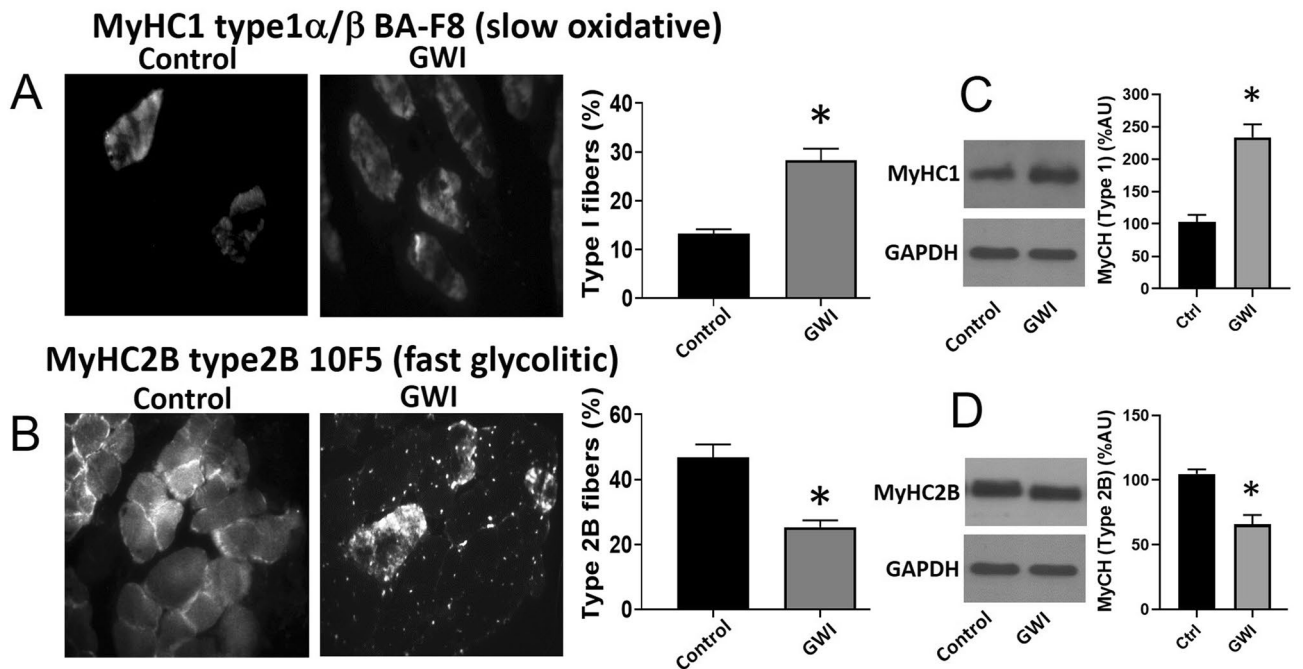 MyHC1 type1α/β BA-F8 (slow oxidative)
Control
GWI
A
Type I fibers (%)
40
30
20
10
0
*
Control
GWI
C
MyHC1
GAPDH
Control
GWI
MyCH (Type 1) (%AU)
300
250
200
150
100
50
0
*
Ctrl
GWI
MyHC2B type2B 10F5 (fast glycolitic)
Control
GWI
B
Type 2B fibers (%)
60
40
20
0
*
Control
GWI
D
MyHC2B
GAPDH
Control
GWI
MyCH (Type 2B) (%AU)
150
100
50
0
*
Ctrl
GWI